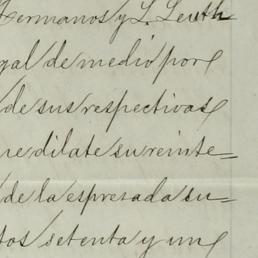 Hermanos y L. Leuth
gal de medio por
de sus respectivas
re dilate su reinte=
de la espresada su=
tos setenta y un